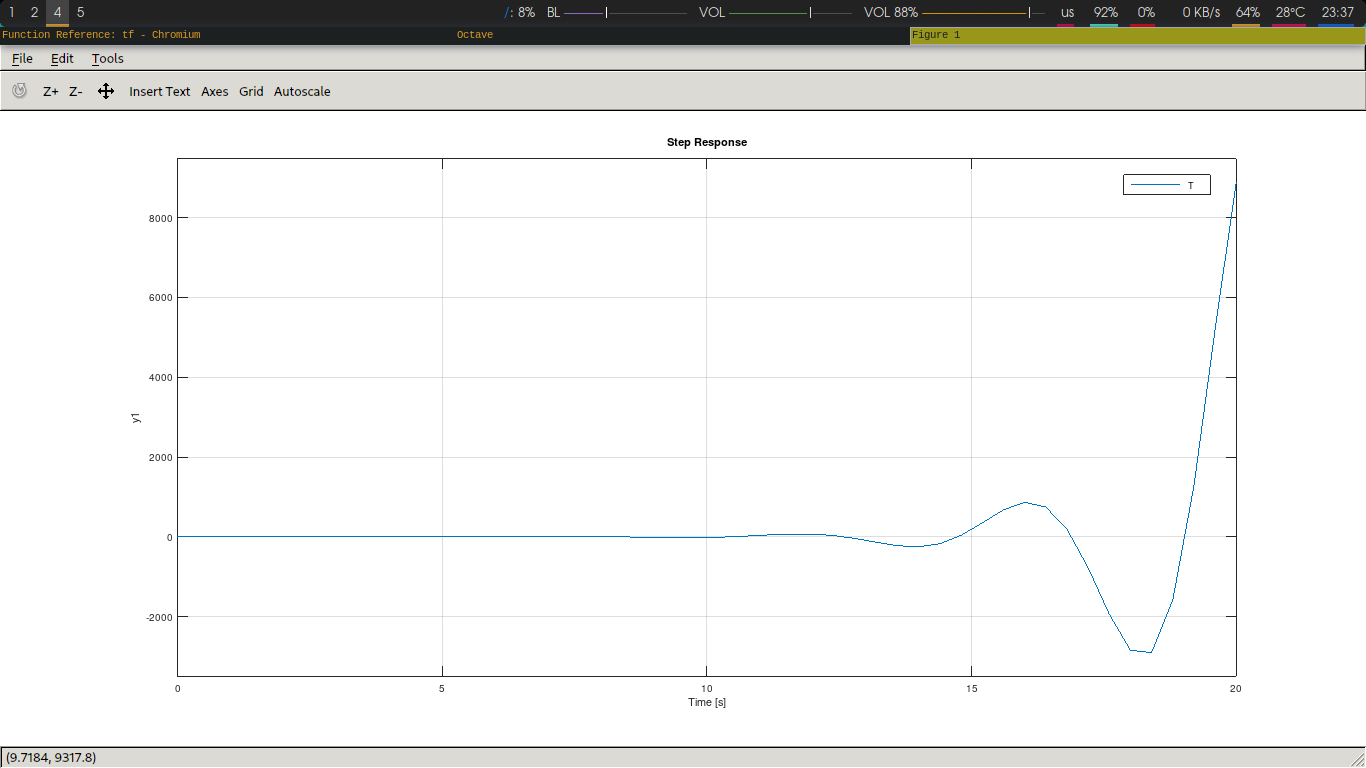 1 2 4 5 /: 8% BL VOL VOL 88% us 92% 0% 0 KB/s 64% 28°C 23:37
Function Reference: tf - Chromium Octave Figure 1
File Edit Tools
Z+ Z- Insert Text Axes Grid Autoscale
Step Response
T
8000
6000
4000
2000
0
-2000
y1
0 5 10 15 20
Time [s]
(9.7184, 9317.8)